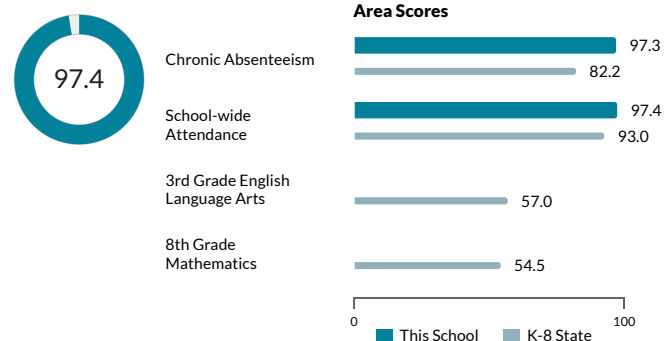 Area Scores
97.4
Chronic Absenteeism
97.3
82.2
School-wide
Attendance
97.4
93.0
3rd Grade English
Language Arts
57.0
8th Grade
Mathematics
54.5
0
100
This School
K-8 State